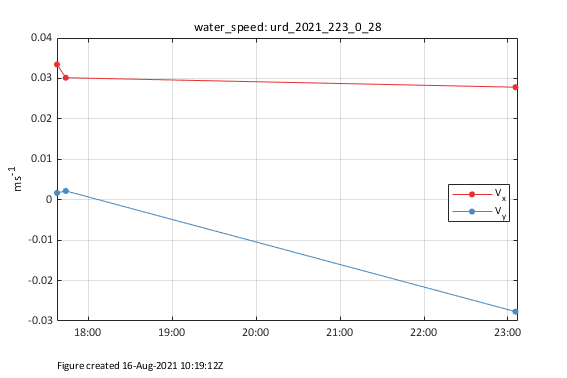 water_speed: urd_2021_223_0_28
0.04
0.03
0.02
0.01
0
-0.01
-0.02
-0.03
ms⁻¹
Vₓ
Vᵧ
18:00 19:00 20:00 21:00 22:00 23:00
Figure created 16-Aug-2021 10:19:12Z